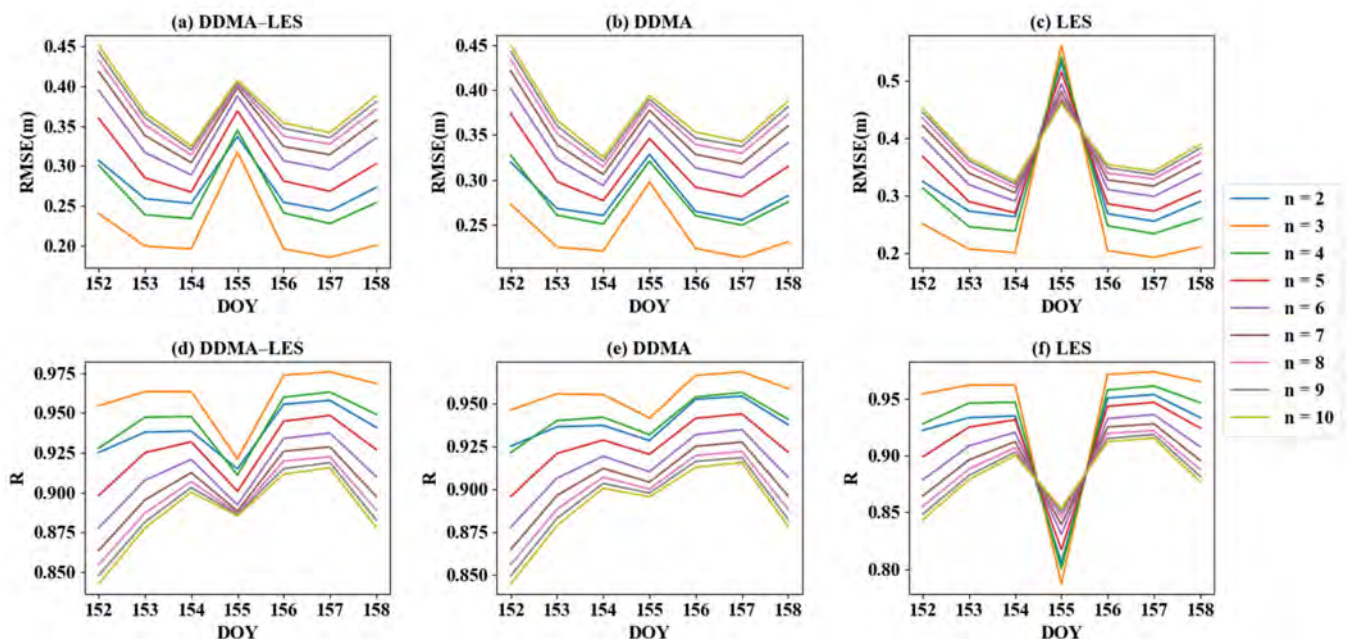 (a) DDMA–LES
(b) DDMA
(c) LES
RMSE(m)
0.45
0.40
0.35
0.30
0.25
0.20
152 153 154 155 156 157 158
DOY
RMSE(m)
0.45
0.40
0.35
0.30
0.25
152 153 154 155 156 157 158
DOY
RMSE(m)
0.5
0.4
0.3
0.2
152 153 154 155 156 157 158
DOY
(d) DDMA–LES
(e) DDMA
(f) LES
R
0.975
0.950
0.925
0.900
0.875
0.850
152 153 154 155 156 157 158
DOY
R
0.950
0.925
0.900
0.875
0.850
152 153 154 155 156 157 158
DOY
R
0.95
0.90
0.85
0.80
152 153 154 155 156 157 158
DOY
n = 2
n = 3
n = 4
n = 5
n = 6
n = 7
n = 8
n = 9
n = 10